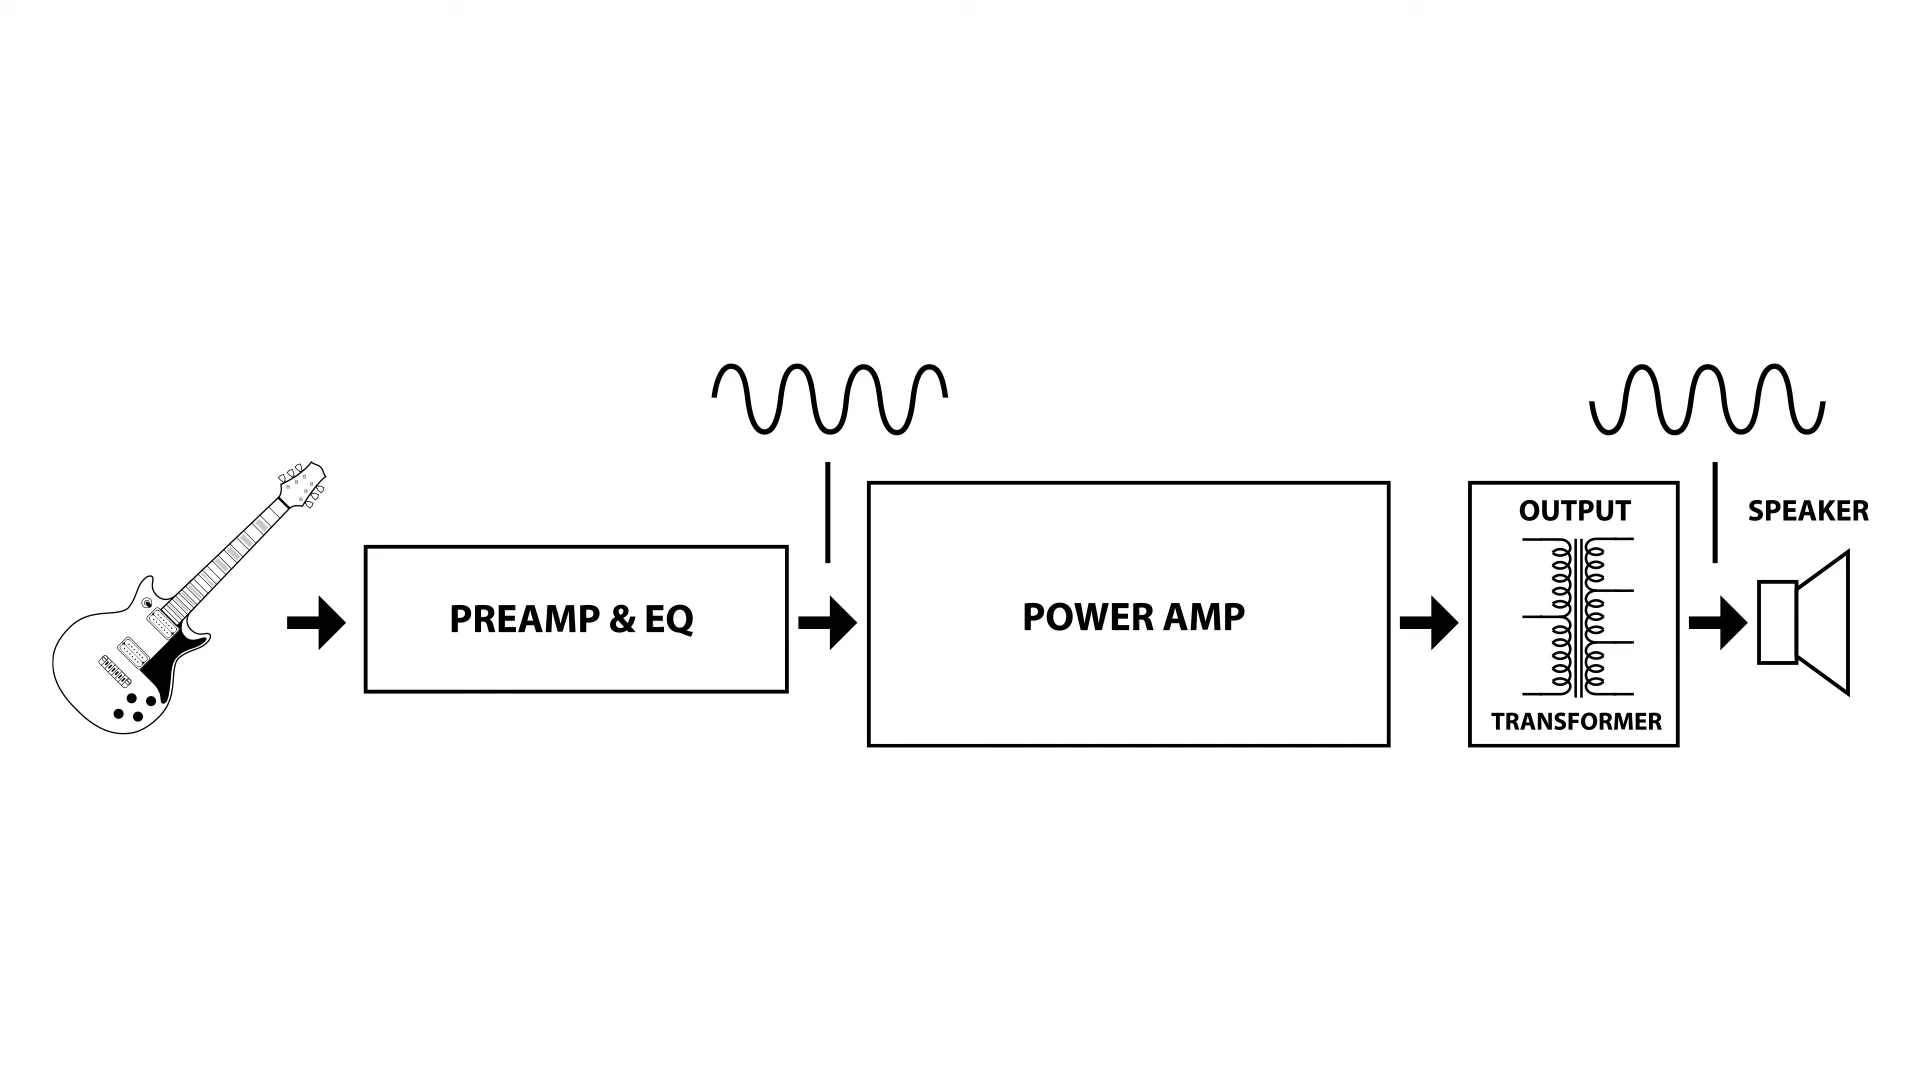 PREAMP & EQ
POWER AMP
OUTPUT
TRANSFORMER
SPEAKER